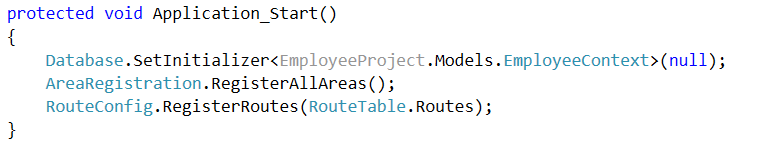 protected void Application_Start()
{
    Database.SetInitializer<EmployeeProject.Models.EmployeeContext>(null);
    AreaRegistration.RegisterAllAreas();
    RouteConfig.RegisterRoutes(RouteTable.Routes);
}